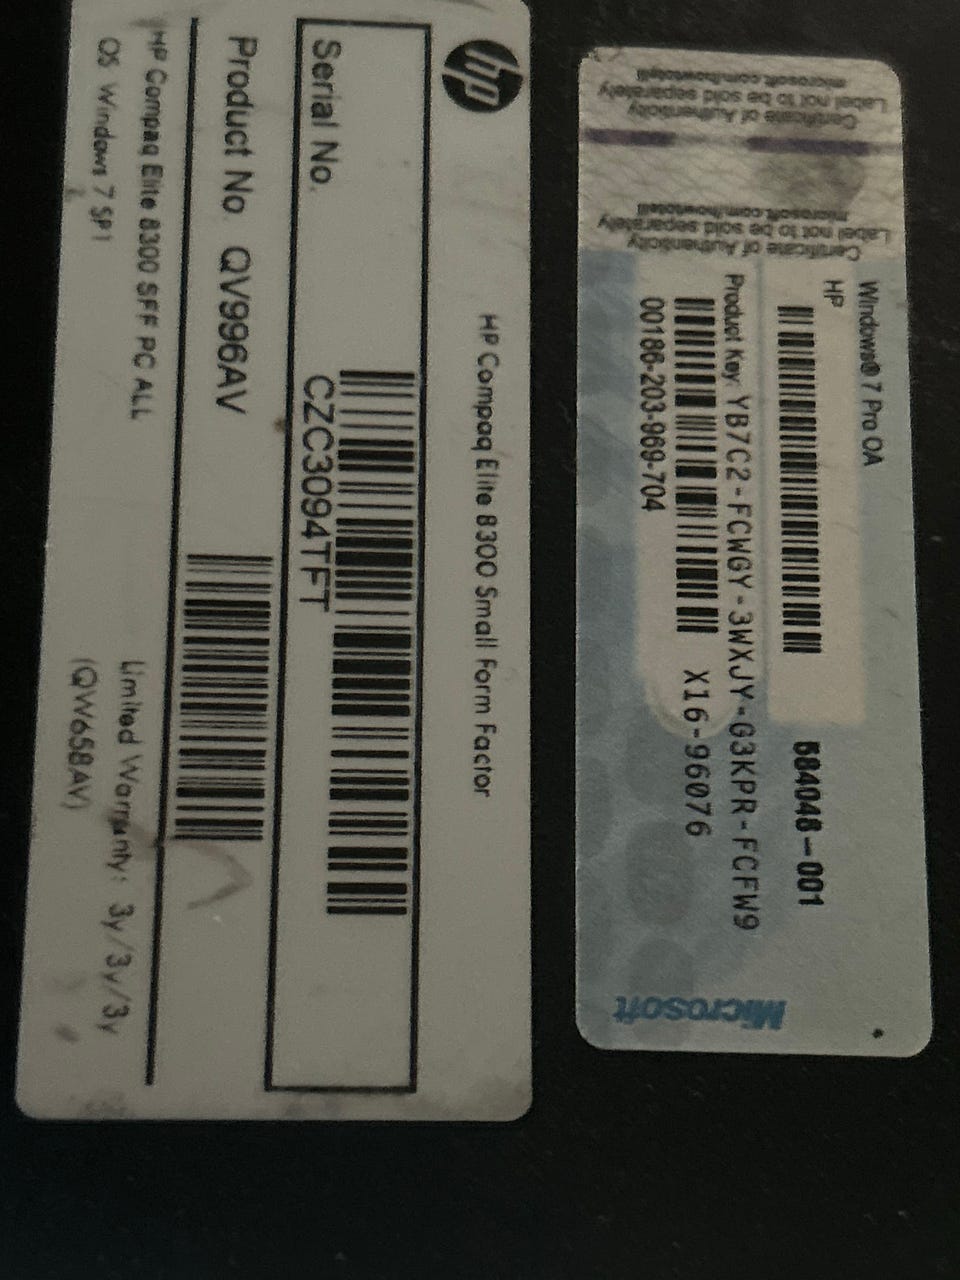 hp
HP Compaq Elite 8300 Small Form Factor
Serial No.
CZC3094TFT
Product No QV996AV
HP Compaq Elite 8300 SFF PC ALL
OS Windows 7 SP1
Limited Warranty: 3y/3y/3y
(QW658AV)
Certificate of Authenticity
Label not to be sold separately
microsoft.com/howtotell
Certificate of Authenticity
Label not to be sold separately
microsoft.com/howtotell
Windows® 7 Pro OA
HP
684048-001
Product Key: YB7C2-FCWGY-3WXJY-G3KPR-FCFW9
X16-96076
00186-203-969-704
Microsoft